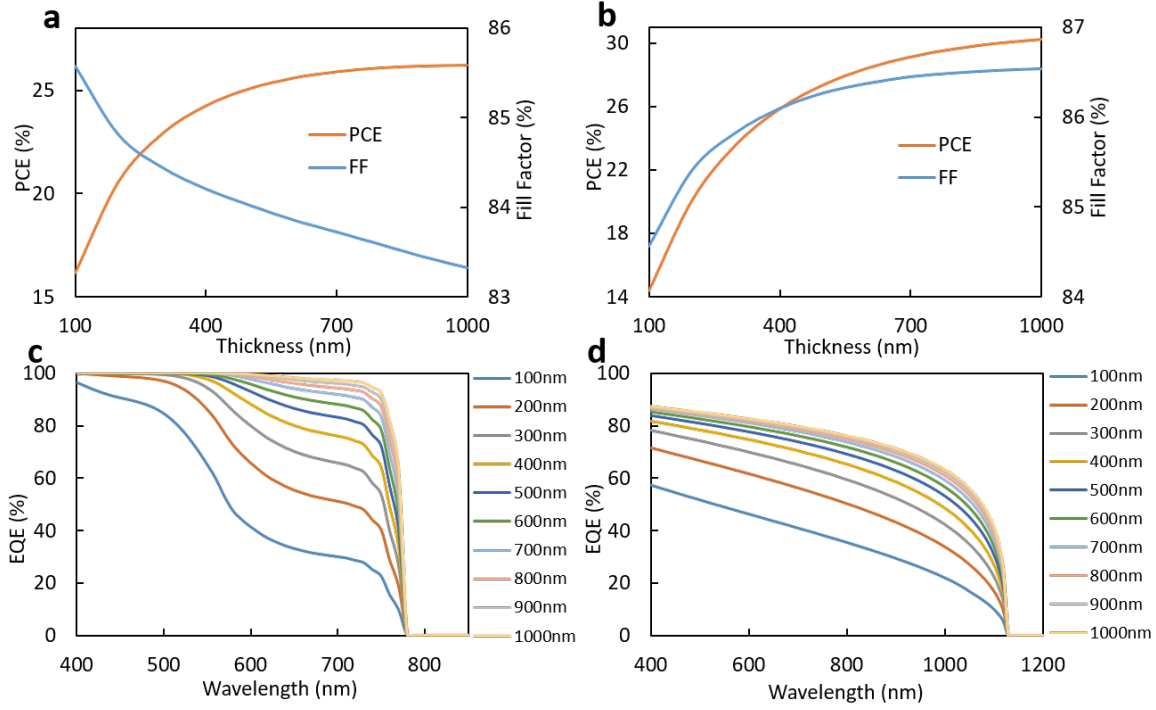 a
86
85
84
83
25
20
15
PCE (%)
Fill Factor (%)
PCE
FF
100
400
700
1000
Thickness (nm)
b
87
86
85
84
30
26
22
18
14
PCE (%)
Fill Factor (%)
PCE
FF
100
400
700
1000
Thickness (nm)
c
100
80
60
40
20
0
EQE (%)
400
500
600
700
800
Wavelength (nm)
100nm
200nm
300nm
400nm
500nm
600nm
700nm
800nm
900nm
1000nm
d
100
80
60
40
20
0
EQE (%)
400
600
800
1000
1200
Wavelength (nm)
100nm
200nm
300nm
400nm
500nm
600nm
700nm
800nm
900nm
1000nm